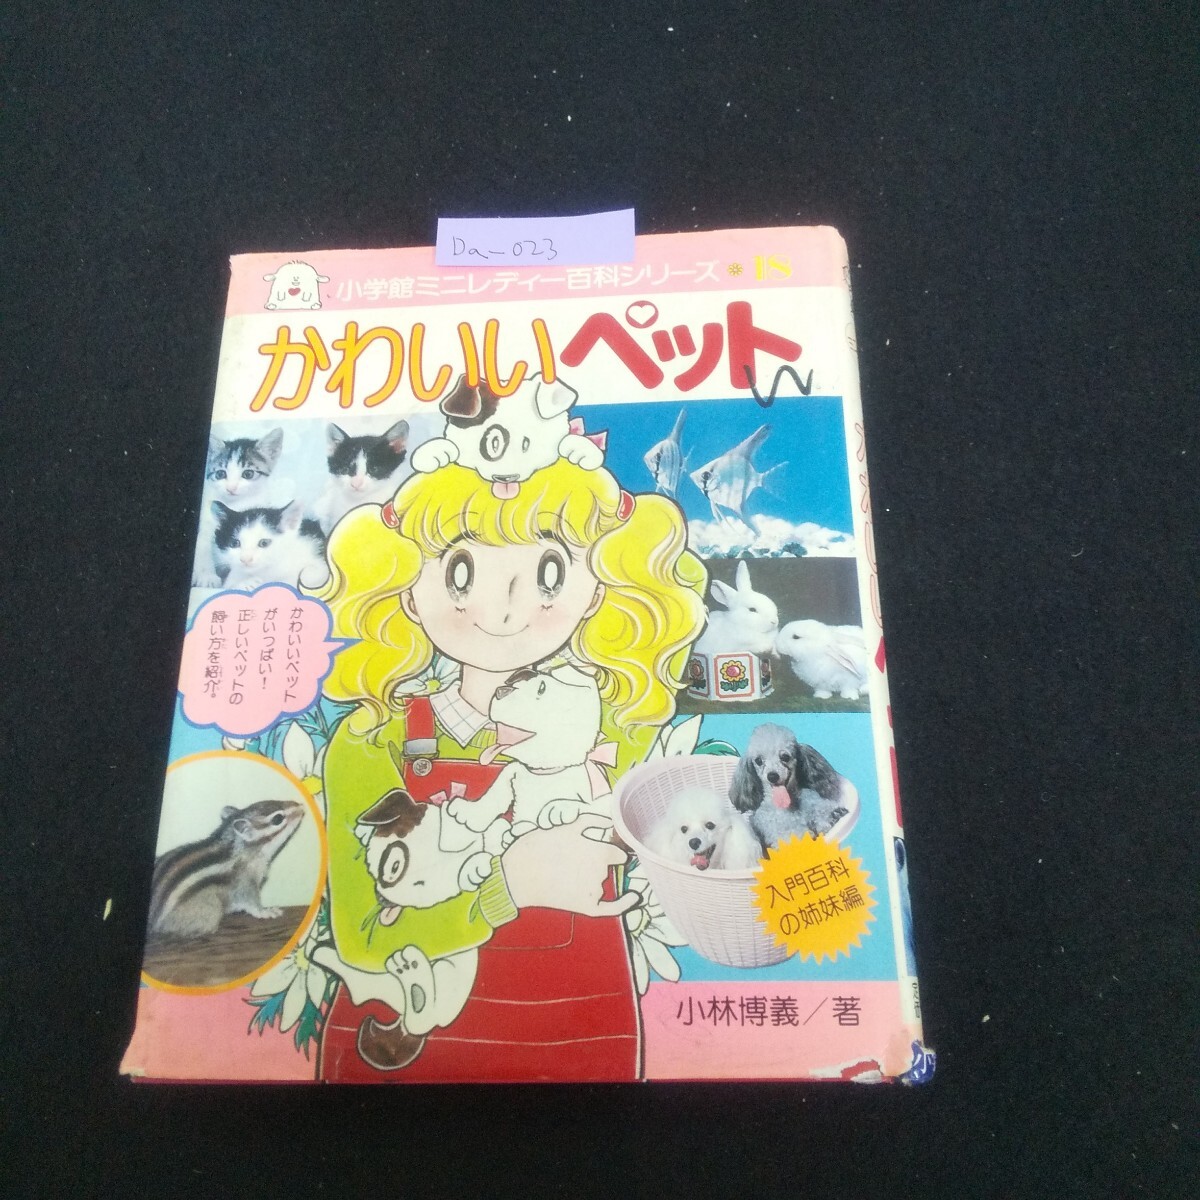 Da-023
小学館ミニレディー百科シリーズ 18
かわいいペット
かわいいペット
がいっぱい!
正しいペットの
飼い方を紹介。
入門百科
の姉妹編
小林博義/著
小